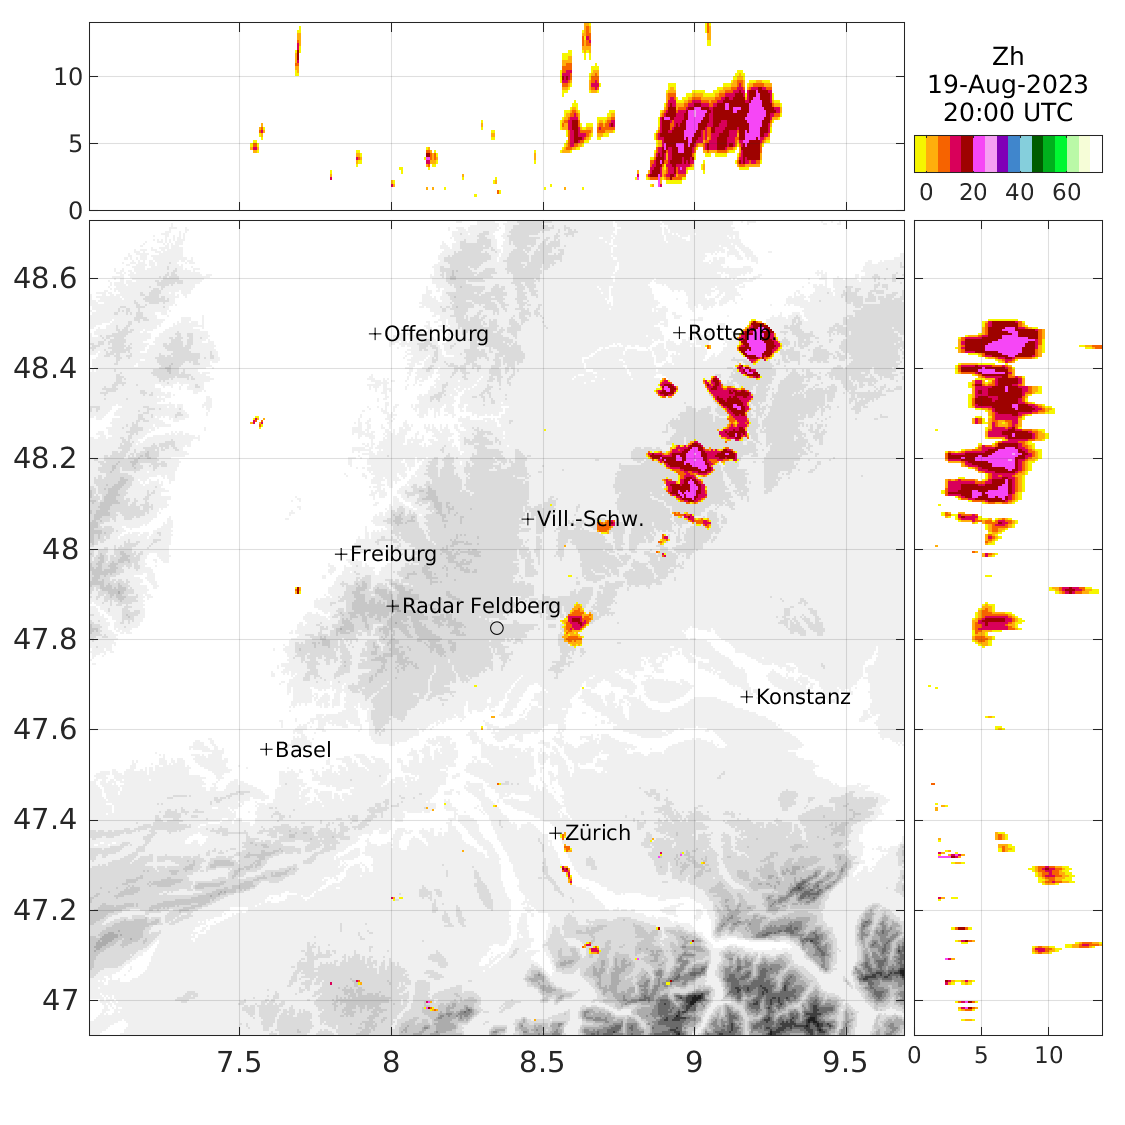 Zh
19-Aug-2023
20:00 UTC
0 20 40 60
10
5
0
48.6
48.4
48.2
48
47.8
47.6
47.4
47.2
47
+Offenburg
+Rottenb.
+Vill.-Schw.
+Freiburg
+Radar Feldberg
+Konstanz
+Basel
+Zürich
7.5 8 8.5 9 9.5
0 5 10